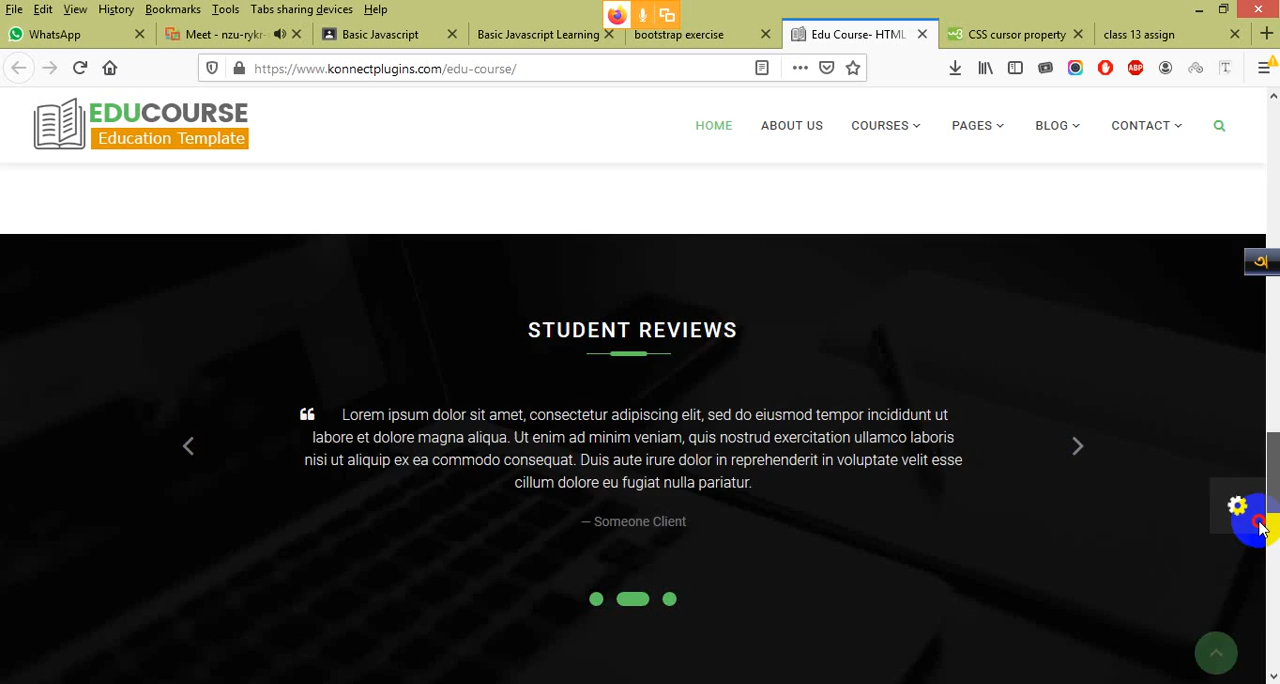 File Edit View History Bookmarks Tools Tabs sharing devices Help
WhatsApp
Meet - nzu-rykr-
Basic Javascript
Basic Javascript Learning
bootstrap exercise
Edu Course- HTML
CSS cursor property
class 13 assign
https://www.konnectplugins.com/edu-course/
ABP
EDUCOURSE
Education Template
HOME ABOUT US COURSES PAGES BLOG CONTACT
অ
STUDENT REVIEWS
❝ Lorem ipsum dolor sit amet, consectetur adipiscing elit, sed do eiusmod tempor incididunt ut
labore et dolore magna aliqua. Ut enim ad minim veniam, quis nostrud exercitation ullamco laboris
nisi ut aliquip ex ea commodo consequat. Duis aute irure dolor in reprehenderit in voluptate velit esse
cillum dolore eu fugiat nulla pariatur.
— Someone Client